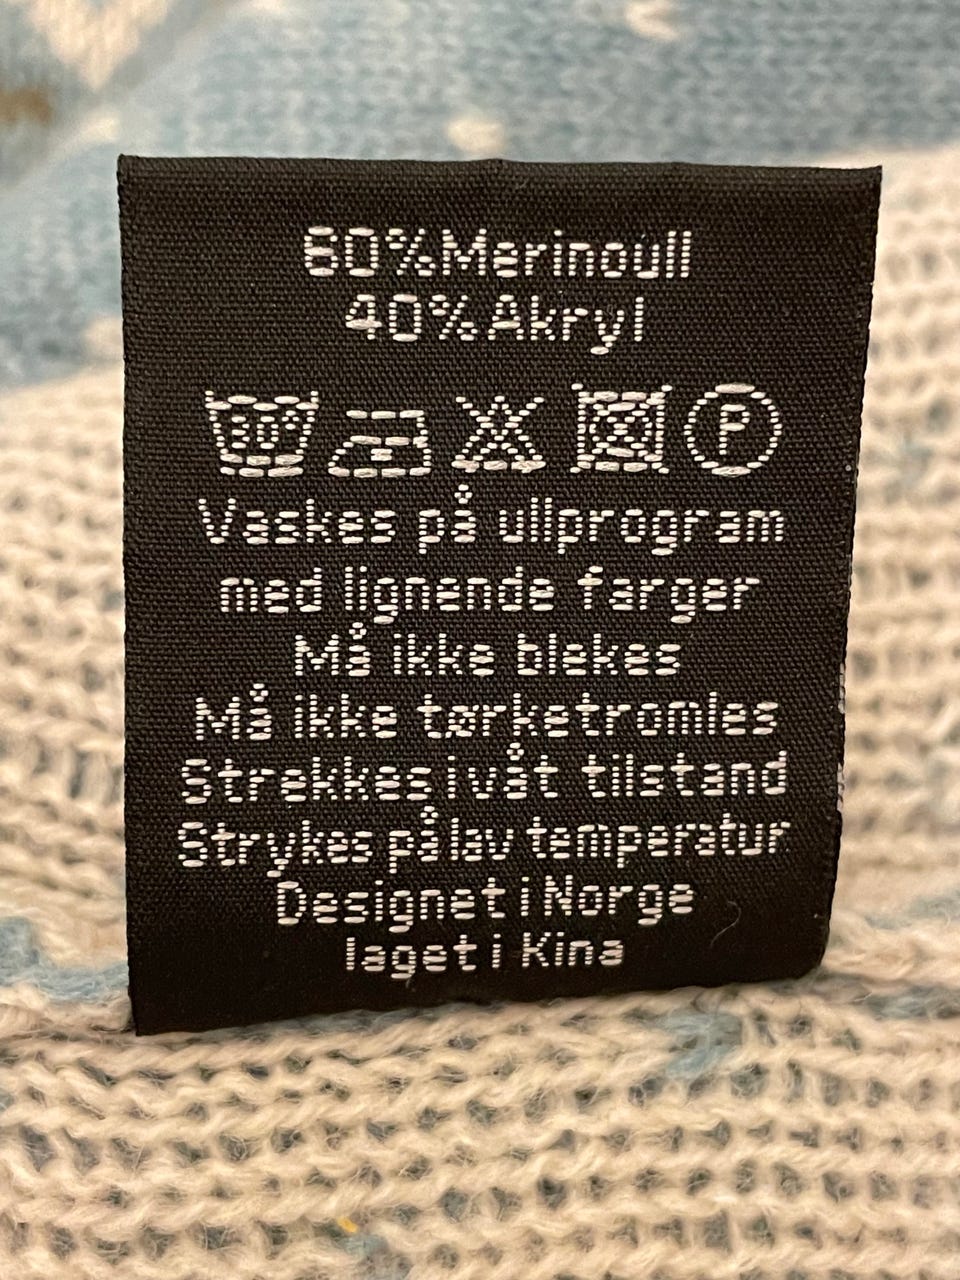 60% Merinoull
40% Akryl
30° P
Vaskes på ullprogram
med lignende farger
Må ikke blekes
Må ikke tørketromles
Strekkes i våt tilstand
Strykes på lav temperatur
Designet i Norge
laget i Kina